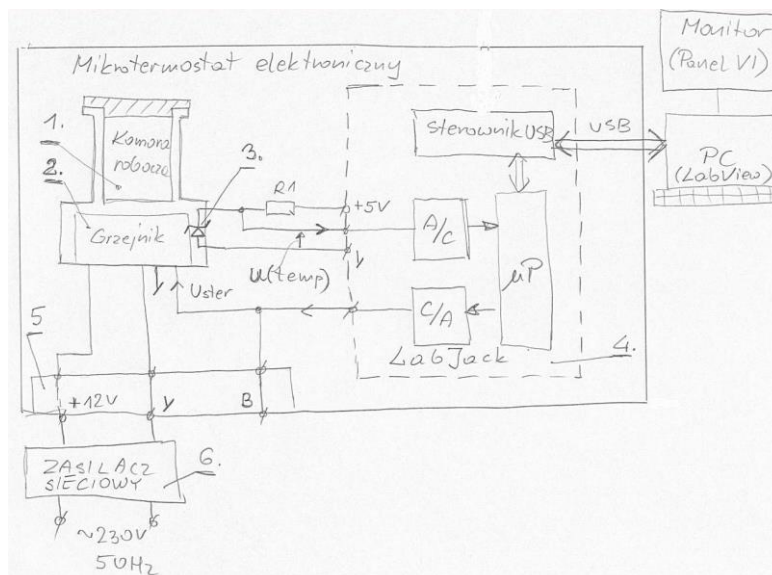 Mikrotermostat elektroniczny
Monitor
(Panel VI)
1.
Komora
robocza
2.
3.
Sterownik USB
USB
PC
(LabView)
R1
+5V
Grzejnik
A/C
µP
u(temp)
Uster
C/A
LabJack
4.
5
+12V
B
ZASILACZ
SIECIOWY
6.
~230V
50Hz